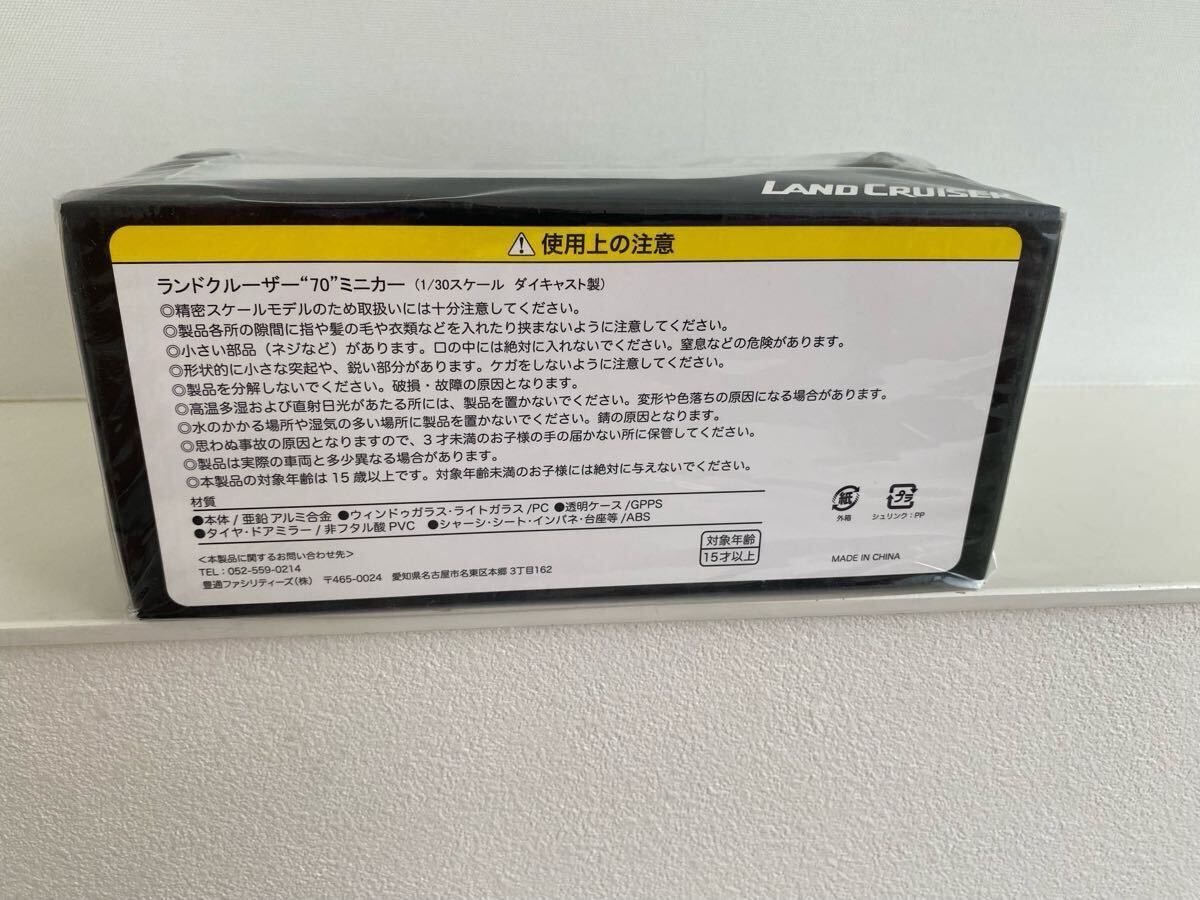 LAND CRUISER
⚠ 使用上の注意
ランドクルーザー“70”ミニカー（1/30スケール ダイキャスト製）
◎精密スケールモデルのため取扱いには十分注意してください。
◎製品各所の隙間に指や髪の毛や衣類などを入れたり挟まないように注意してください。
◎小さい部品（ネジなど）があります。口の中には絶対に入れないでください。窒息などの危険があります。
◎形状的に小さな突起や、鋭い部分があります。ケガをしないように注意してください。
◎製品を分解しないでください。破損・故障の原因となります。
◎高温多湿および直射日光があたる所には、製品を置かないでください。変形や色落ちの原因になる場合があります。
◎水のかかる場所や湿気の多い場所に製品を置かないでください。錆の原因となります。
◎思わぬ事故の原因となりますので、3才未満のお子様の手の届かない所に保管してください。
◎製品は実際の車両と多少異なる場合があります。
◎本製品の対象年齢は15歳以上です。対象年齢未満のお子様には絶対に与えないでください。
材質
●本体/亜鉛 アルミ合金 ●ウィンドゥガラス・ライトガラス/PC ●透明ケース/GPPS
●タイヤ・ドアミラー/非フタル酸PVC ●シャーシ・シート・インパネ・台座等/ABS
＜本製品に関するお問い合わせ先＞
TEL：052-559-0214
豊通ファシリティーズ（株） 〒465-0024 愛知県名古屋市名東区本郷3丁目162
対象年齢
15才以上
紙
外箱
プラ
シュリンク：PP
MADE IN CHINA